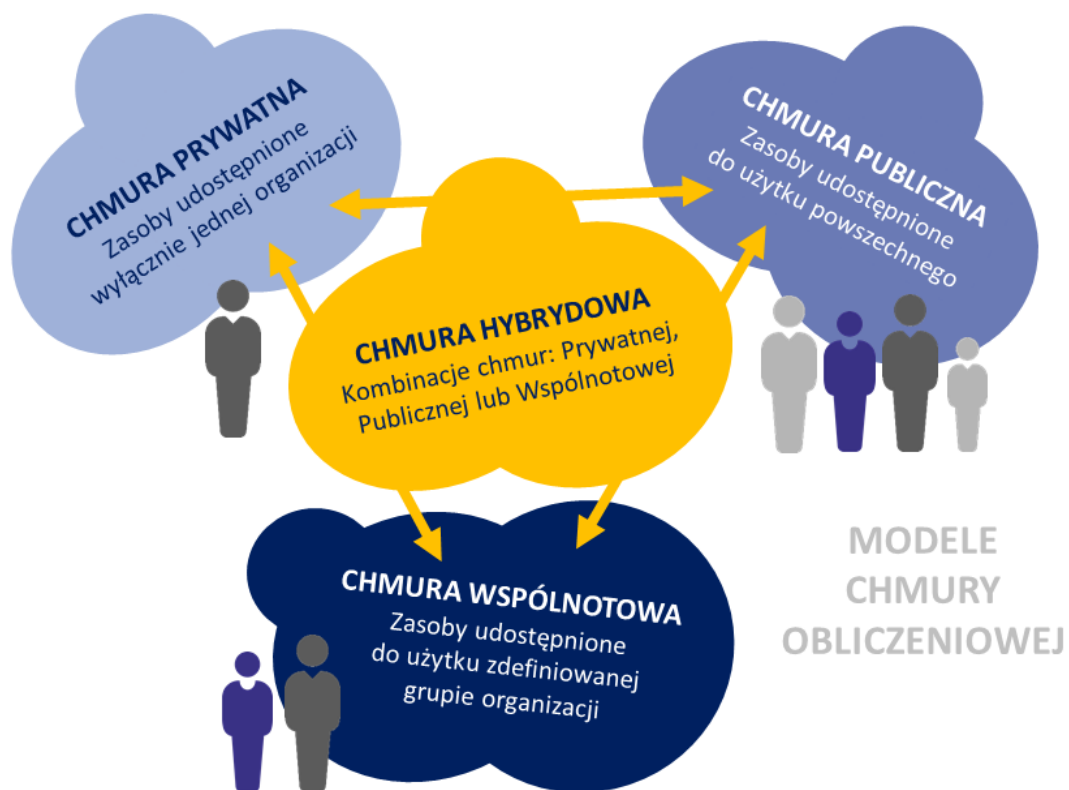 CHMURA PRYWATNA
Zasoby udostępnione
wyłącznie jednej organizacji
CHMURA PUBLICZNA
Zasoby udostępnione
do użytku powszechnego
CHMURA HYBRYDOWA
Kombinacje chmur: Prywatnej,
Publicznej lub Wspólnotowej
CHMURA WSPÓLNOTOWA
Zasoby udostępnione
do użytku zdefiniowanej
grupie organizacji
MODELE
CHMURY
OBLICZENIOWEJ